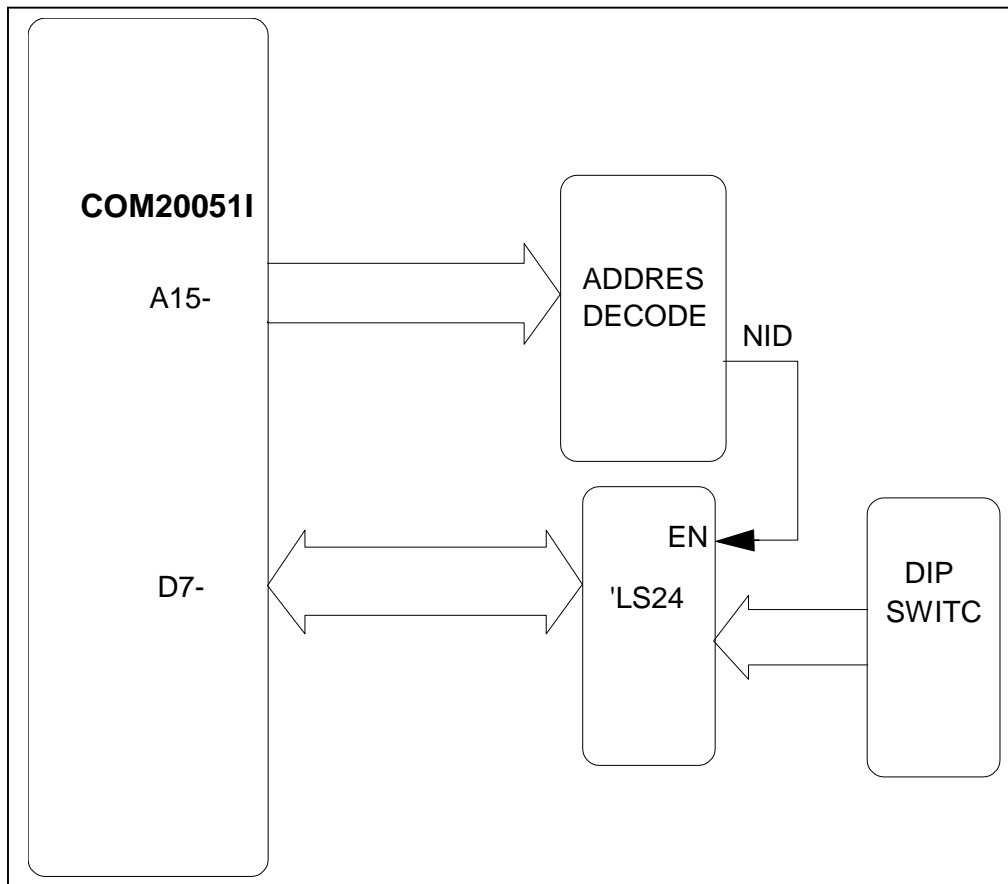 COM20051I
A15-
ADDRES
DECODE
NID
D7-
EN
'LS24
DIP
SWITC